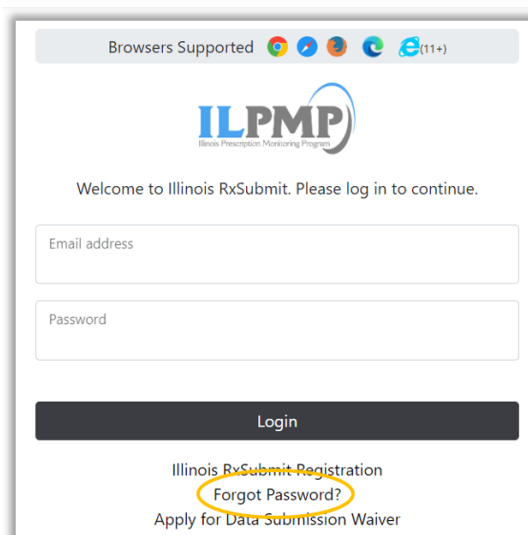 Browsers Supported (11+)
ILPMP
Illinois Prescription Monitoring Program
Welcome to Illinois RxSubmit. Please log in to continue.
Email address
Password
Login
Illinois RxSubmit Registration
Forgot Password?
Apply for Data Submission Waiver